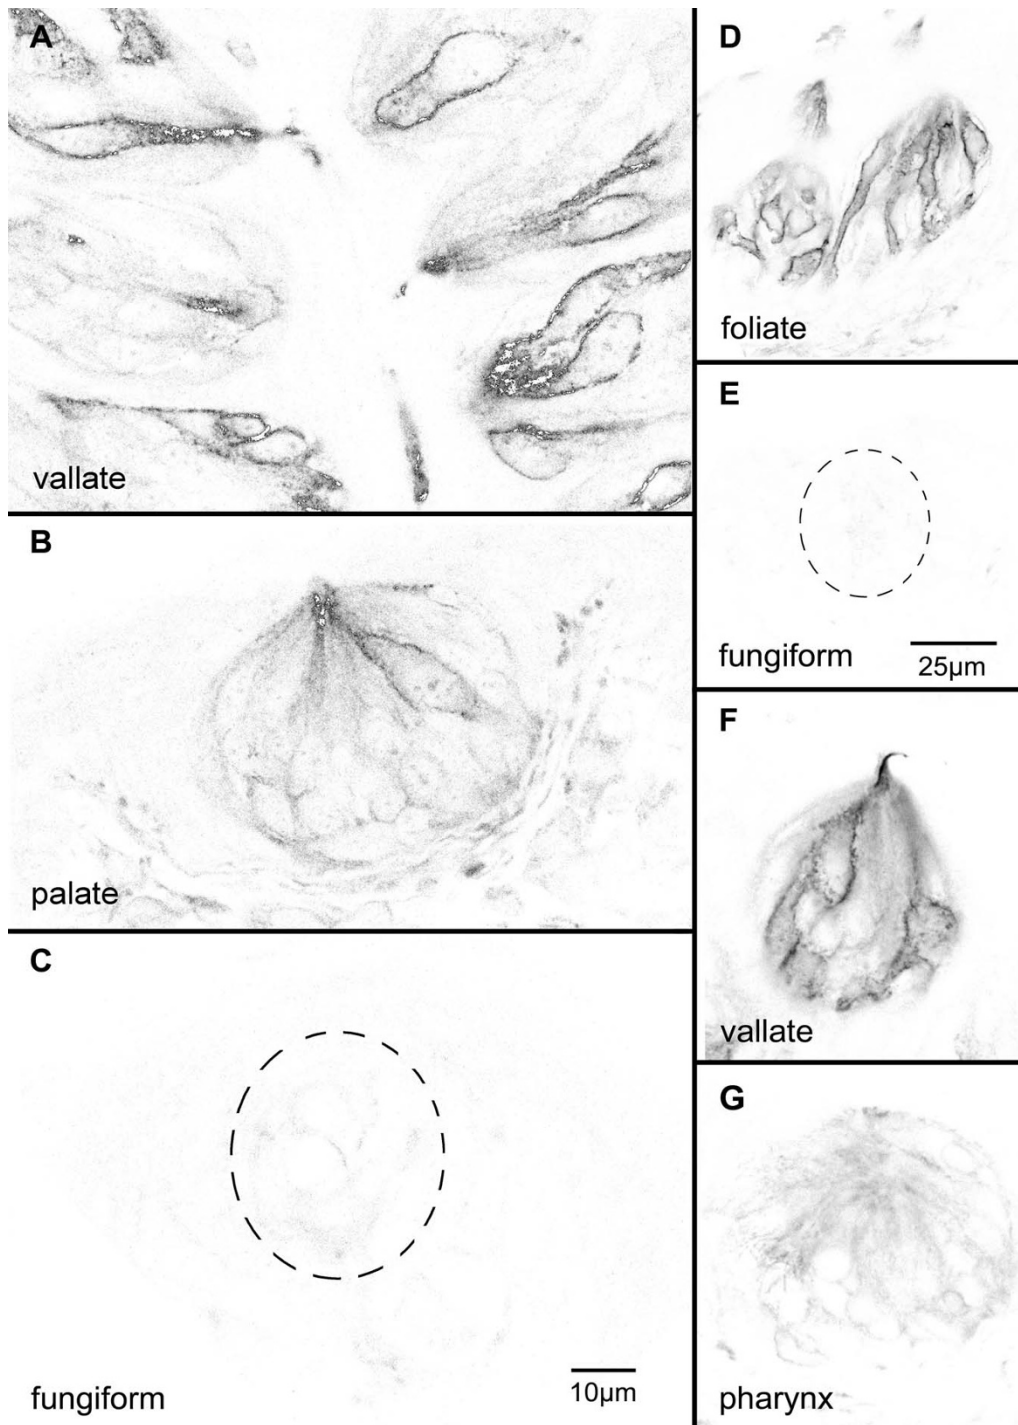 A
vallate
B
palate
C
fungiform
10µm
D
foliate
E
fungiform
25µm
F
vallate
G
pharynx